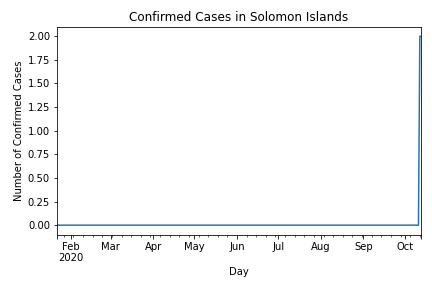 Confirmed Cases in Solomon Islands
2.00
1.75
1.50
1.25
1.00
0.75
0.50
0.25
0.00
Number of Confirmed Cases
Feb Mar Apr May Jun Jul Aug Sep Oct
2020
Day